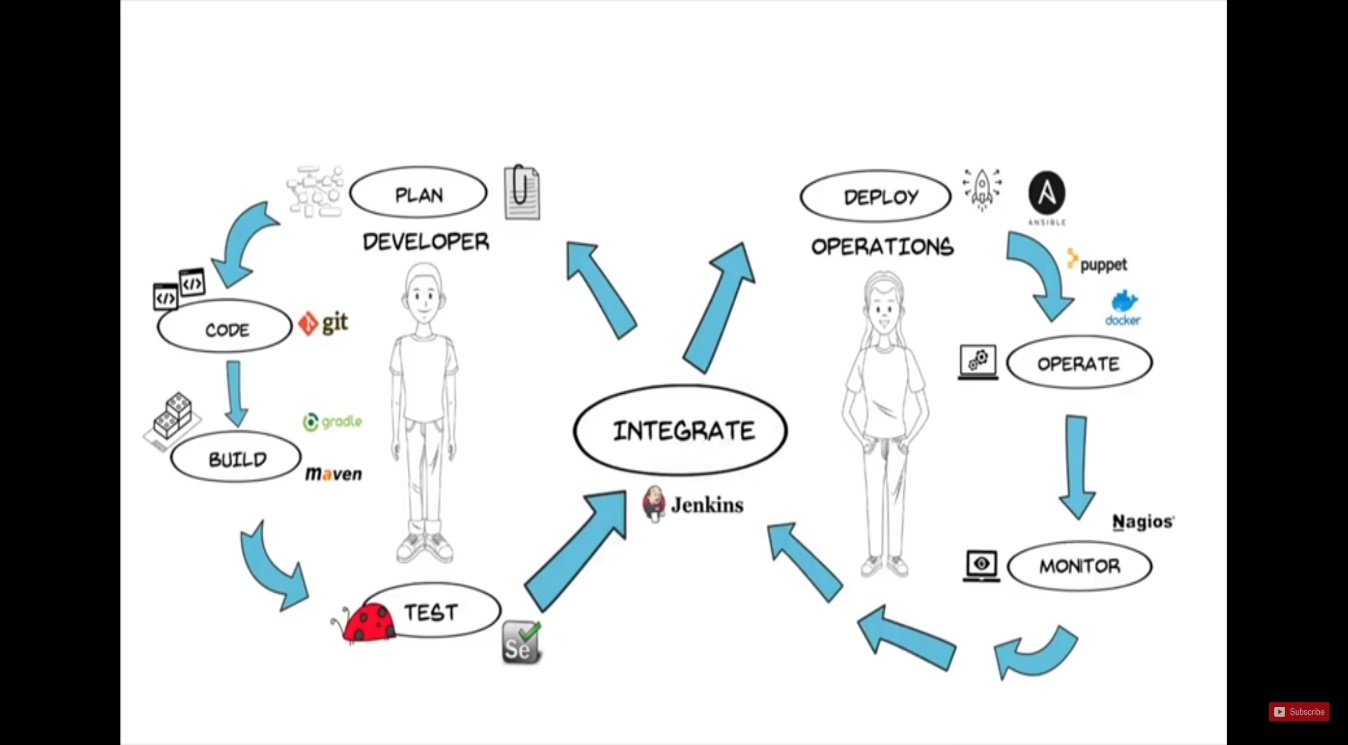 PLAN
DEVELOPER
</>
</>
CODE
git
gradle
BUILD
maven
TEST
Se
INTEGRATE
Jenkins
DEPLOY
A
ANSIBLE
OPERATIONS
puppet
docker
OPERATE
Nagios
MONITOR
Subscribe